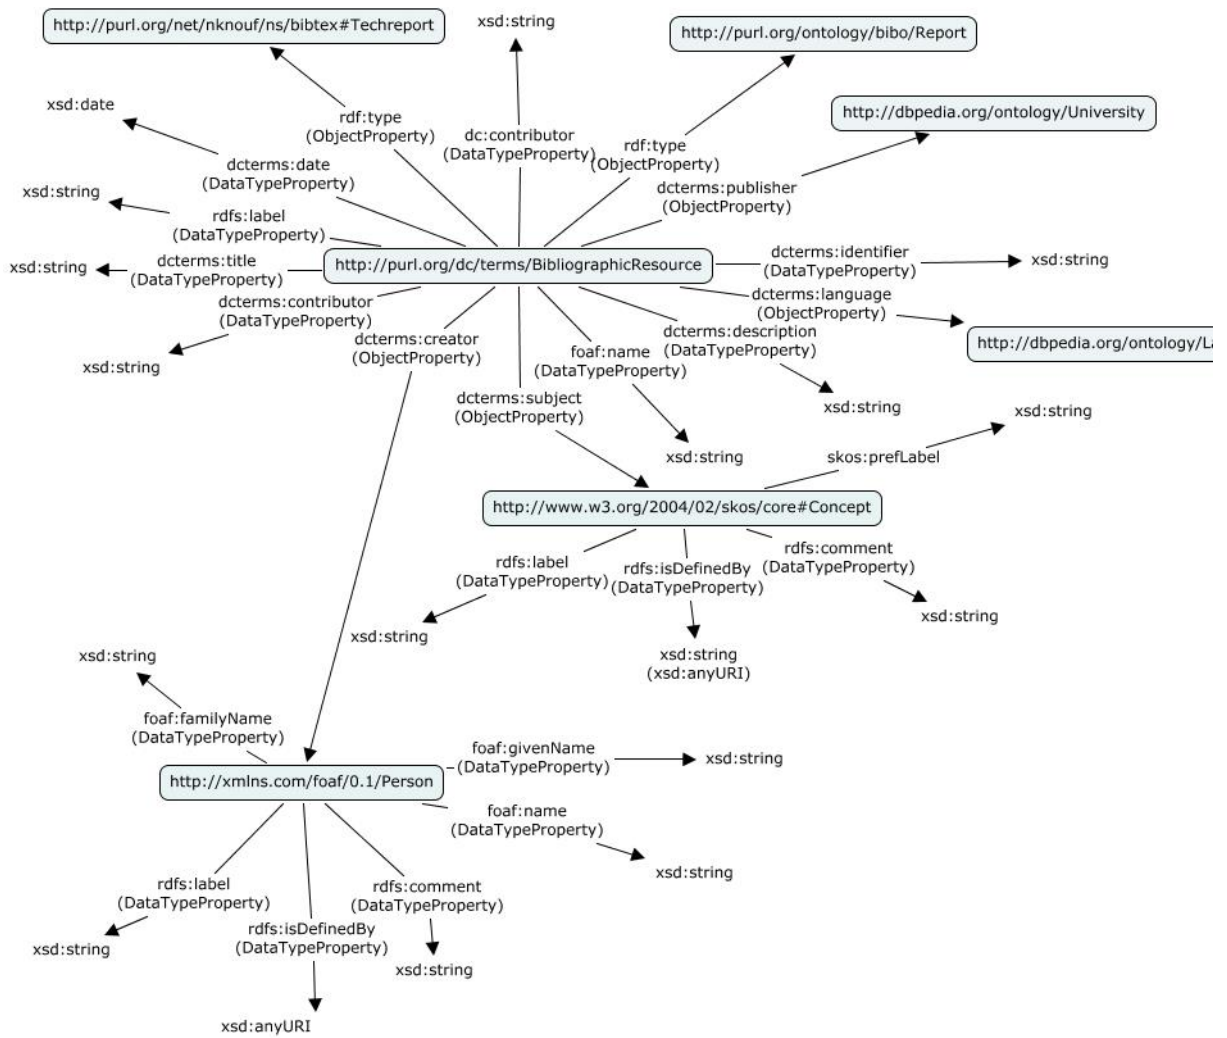 http://purl.org/net/nknouf/ns/bibtex#Techreport
xsd:string
http://purl.org/ontology/bibo/Report
xsd:date
rdf:type
(ObjectProperty)
dc:contributor
(DataTypeProperty)
rdf:type
(ObjectProperty)
http://dbpedia.org/ontology/University
dcterms:date
(DataTypeProperty)
dcterms:publisher
(ObjectProperty)
xsd:string
rdfs:label
(DataTypeProperty)
xsd:string
dcterms:title
(DataTypeProperty)
http://purl.org/dc/terms/BibliographicResource
dcterms:identifier
(DataTypeProperty)
xsd:string
dcterms:contributor
(DataTypeProperty)
dcterms:language
(ObjectProperty)
xsd:string
dcterms:creator
(ObjectProperty)
foaf:name
(DataTypeProperty)
dcterms:description
(DataTypeProperty)
http://dbpedia.org/ontology/La
dcterms:subject
(ObjectProperty)
xsd:string
xsd:string
xsd:string
skos:prefLabel
http://www.w3.org/2004/02/skos/core#Concept
rdfs:label
(DataTypeProperty)
rdfs:isDefinedBy
(DataTypeProperty)
rdfs:comment
(DataTypeProperty)
xsd:string
xsd:string
(xsd:anyURI)
xsd:string
xsd:string
foaf:familyName
(DataTypeProperty)
http://xmlns.com/foaf/0.1/Person
foaf:givenName
(DataTypeProperty)
xsd:string
foaf:name
(DataTypeProperty)
xsd:string
rdfs:label
(DataTypeProperty)
rdfs:comment
(DataTypeProperty)
rdfs:isDefinedBy
(DataTypeProperty)
xsd:string
xsd:string
xsd:anyURI